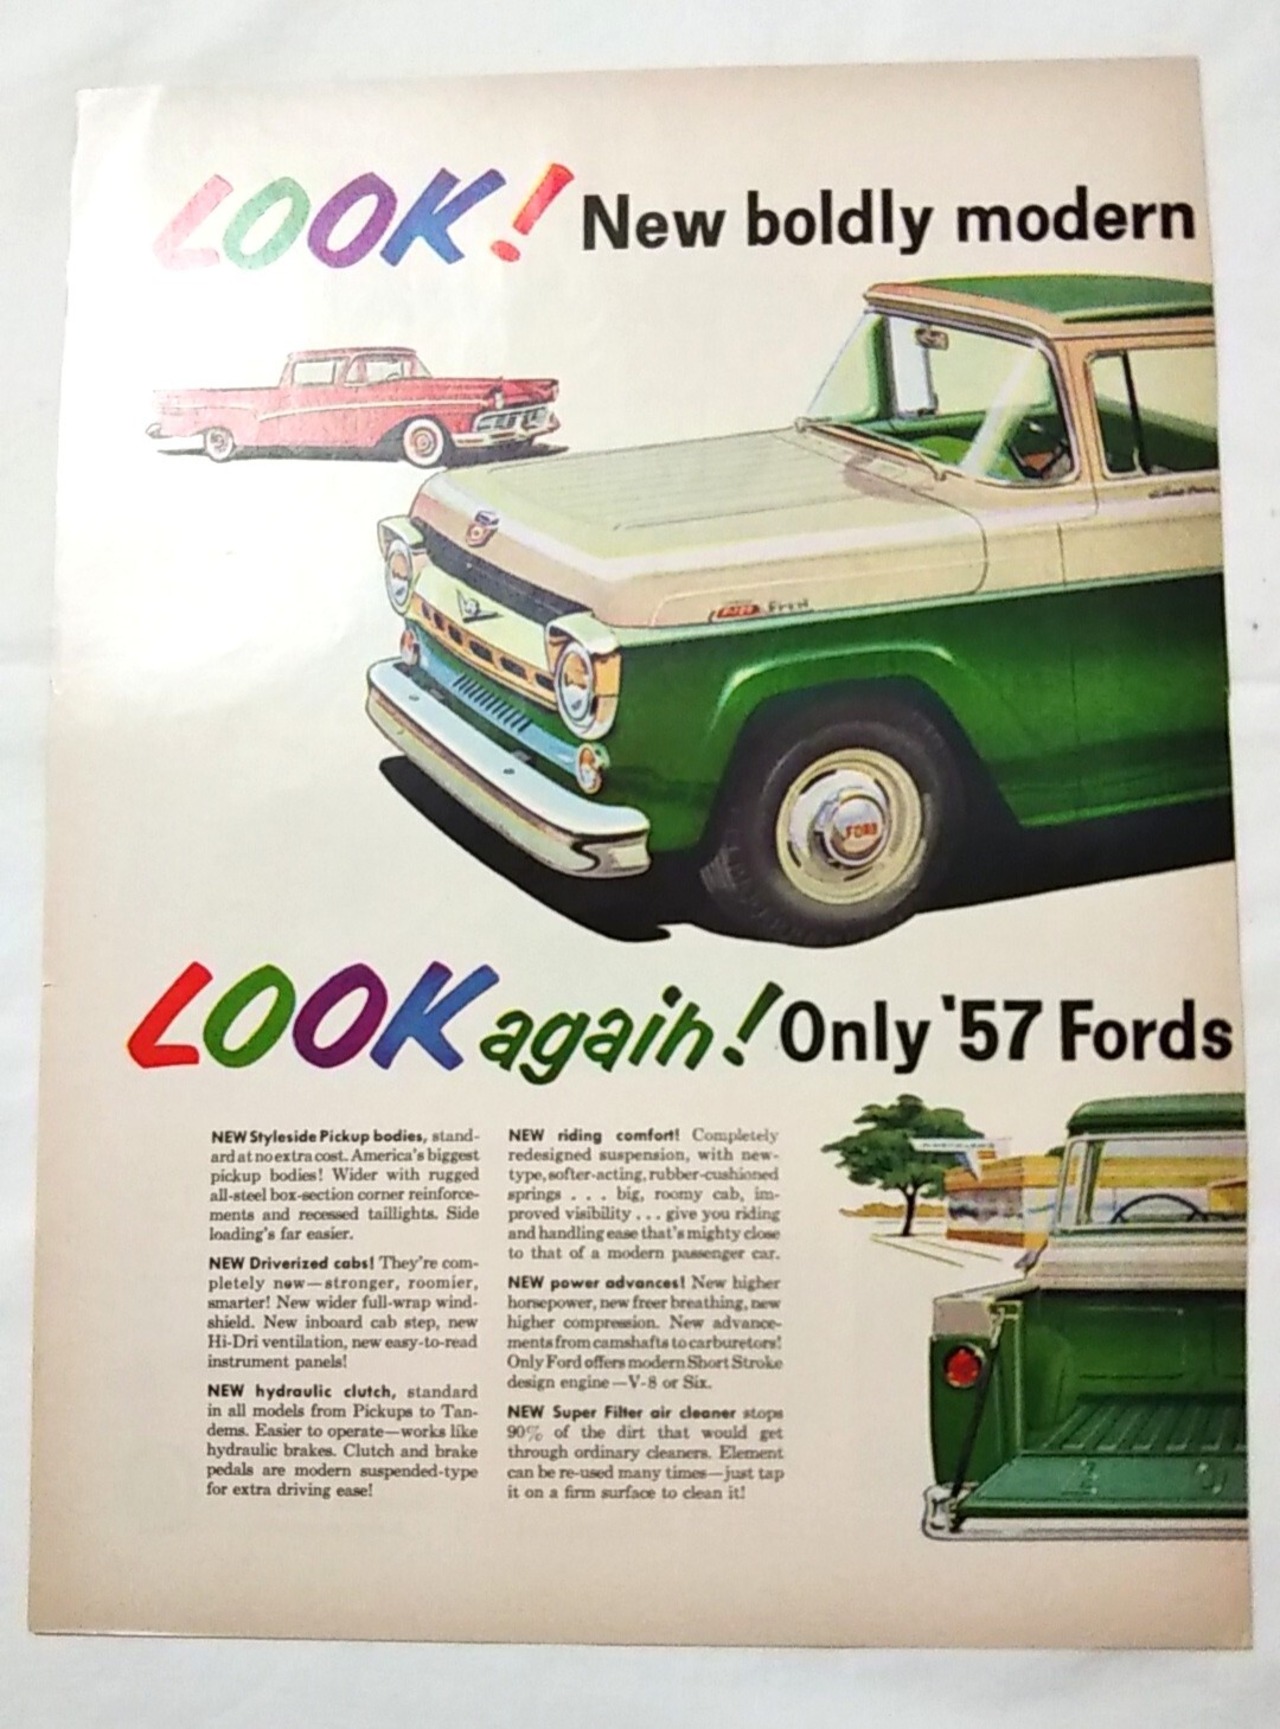 LOOK! New boldly modern
FORD
LOOK again! Only '57 Fords
NEW Styleside Pickup bodies, stand-
ard at no extra cost. America's biggest
pickup bodies! Wider with rugged
all-steel box-section corner reinforce-
ments and recessed taillights. Side
loading's far easier.
NEW Driverized cabs! They're com-
pletely new—stronger, roomier,
smarter! New wider full-wrap wind-
shield. New inboard cab step, new
Hi-Dri ventilation, new easy-to-read
instrument panels!
NEW hydraulic clutch, standard
in all models from Pickups to Tan-
dems. Easier to operate—works like
hydraulic brakes. Clutch and brake
pedals are modern suspended-type
for extra driving ease!
NEW riding comfort! Completely
redesigned suspension, with new-
type, softer-acting, rubber-cushioned
springs . . . big, roomy cab, im-
proved visibility . . . give you riding
and handling ease that's mighty close
to that of a modern passenger car.
NEW power advances! New higher
horsepower, new freer breathing, new
higher compression. New advance-
ments from camshafts to carburetors!
Only Ford offers modern Short Stroke
design engine—V-8 or Six.
NEW Super Filter air cleaner stops
90% of the dirt that would get
through ordinary cleaners. Element
can be re-used many times—just tap
it on a firm surface to clean it!